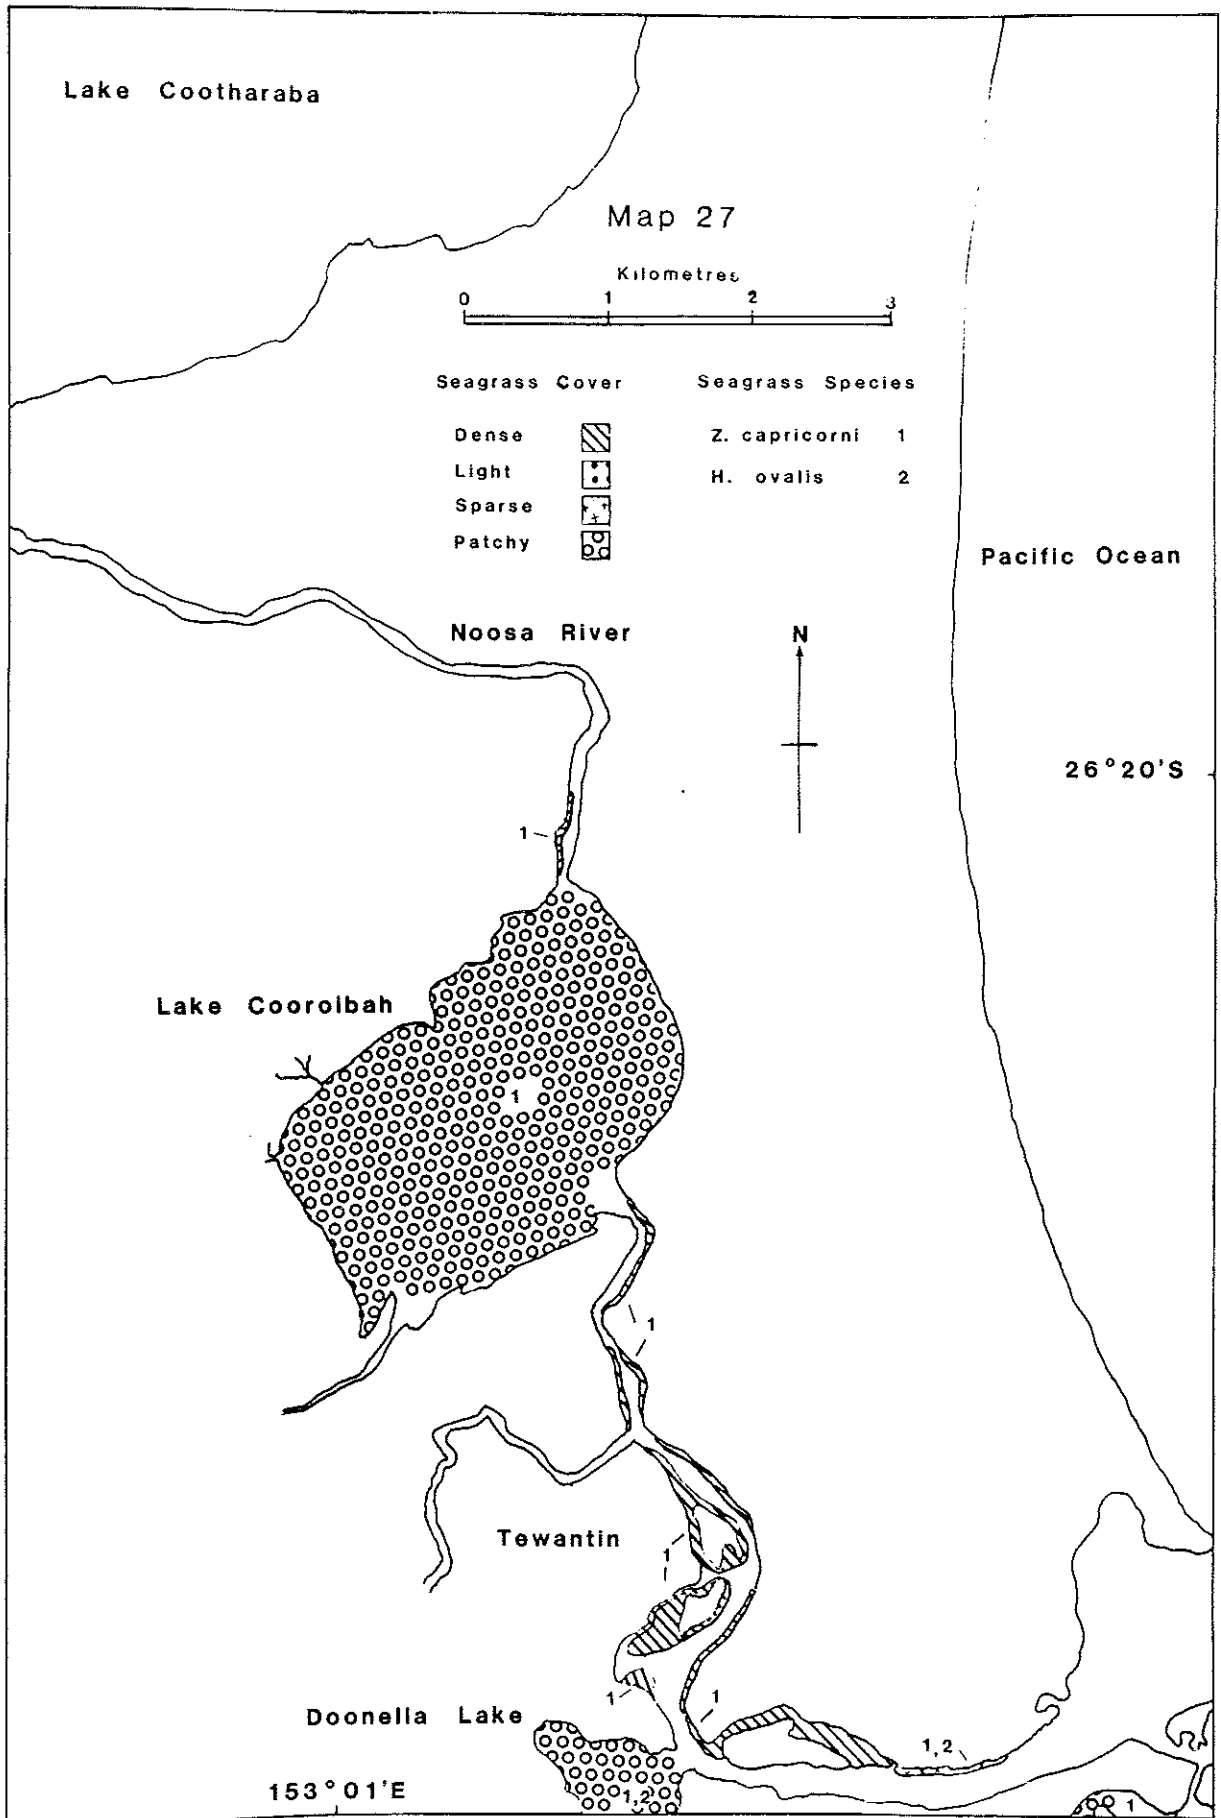 Lake Cootharaba
Map 27
Kilometres
0 1 2 3
Seagrass Cover
Dense
Light
Sparse
Patchy
Seagrass Species
Z. capricorni 1
H. ovalis 2
Pacific Ocean
Noosa River
N
26°20'S
1
Lake Cooroibah
1
1
Tewantin
1
1
1
Doonella Lake
1,2
153°01'E
1,2
1